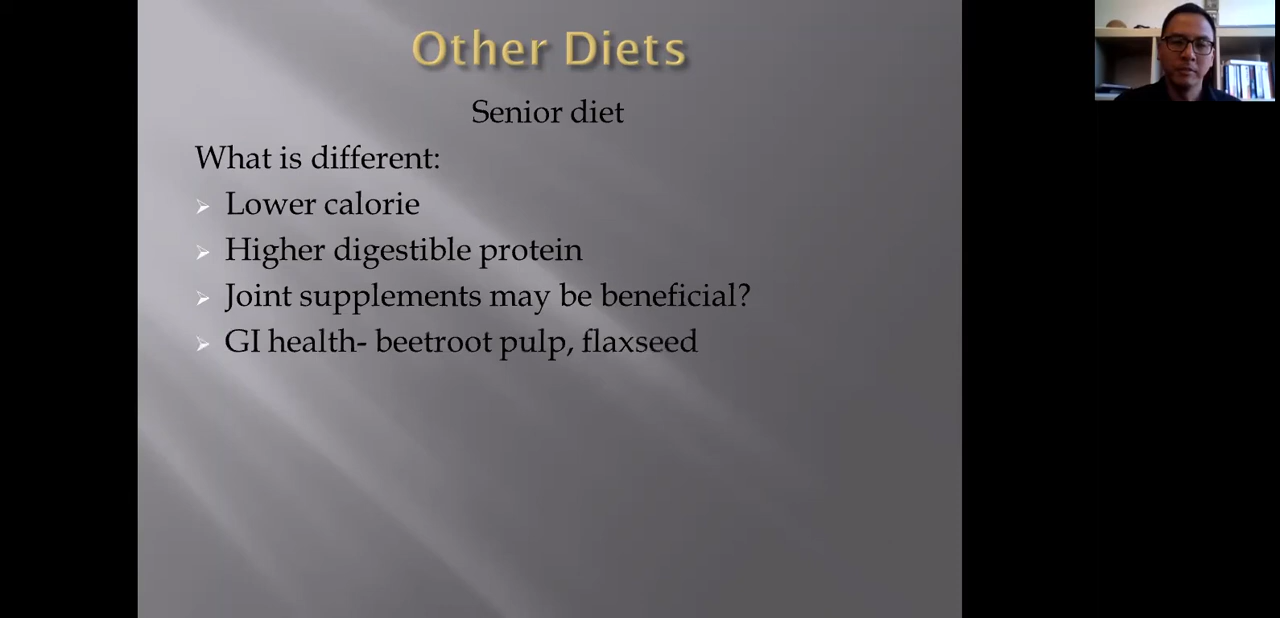 Other Diets
Senior diet
What is different:
Lower calorie
Higher digestible protein
Joint supplements may be beneficial?
GI health- beetroot pulp, flaxseed